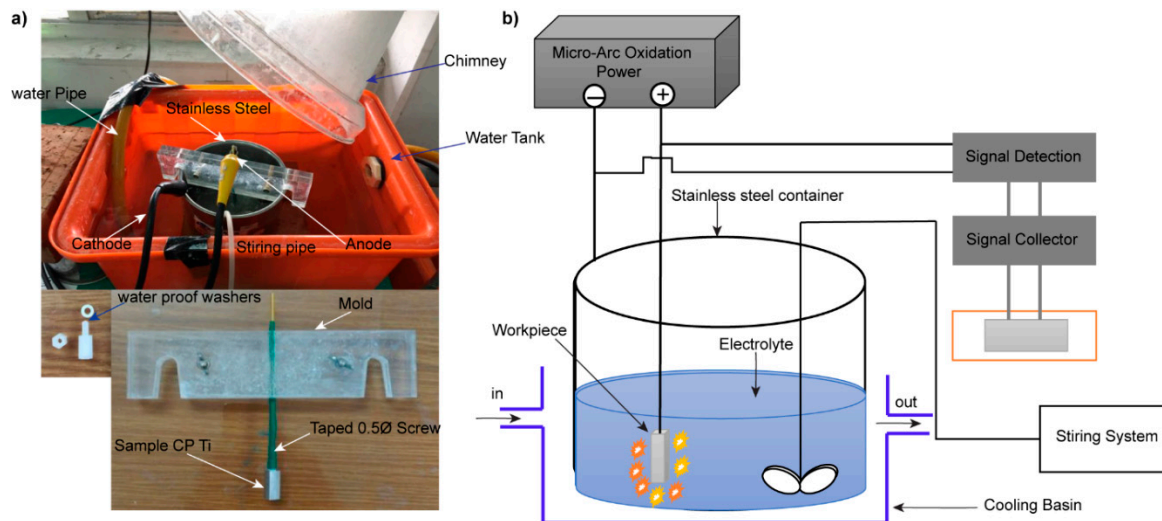 a)
Chimney
water Pipe
Stainless Steel
Water Tank
Cathode
Stiring pipe
Anode
water proof washers
Mold
Taped 0.5Ø Screw
Sample CP Ti
b)
Micro-Arc Oxidation
Power
−
+
Signal Detection
Stainless steel container
Signal Collector
Workpiece
Electrolyte
in
out
Stiring System
Cooling Basin